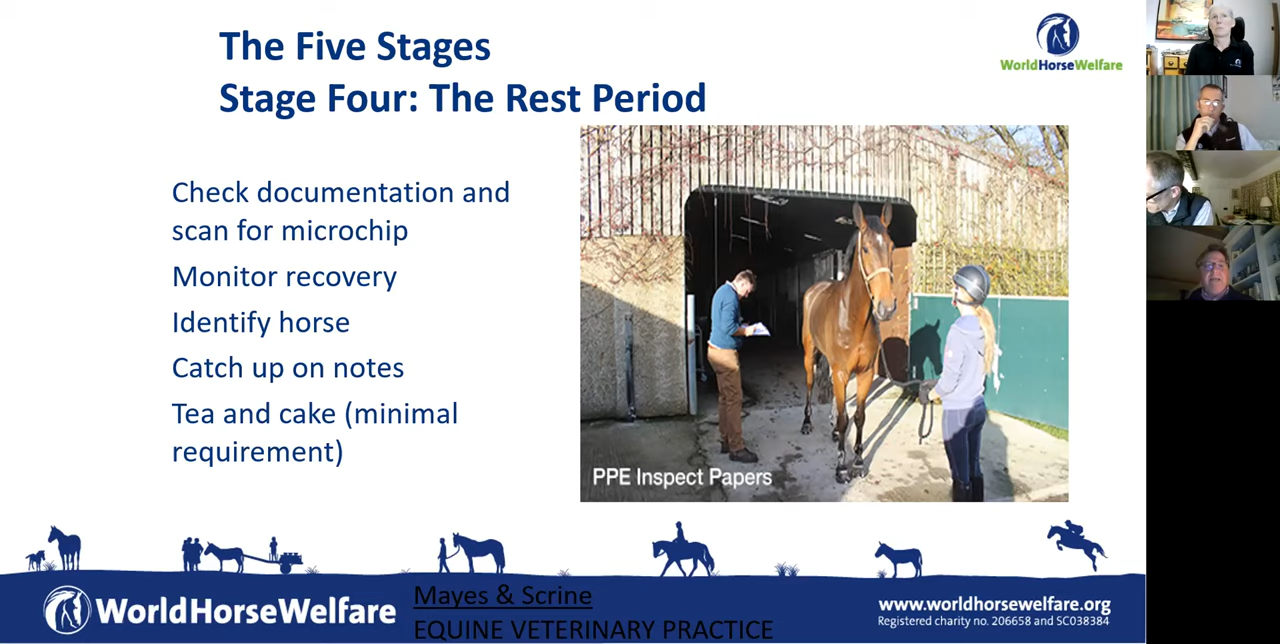 The Five Stages
Stage Four: The Rest Period
WorldHorseWelfare
Check documentation and
scan for microchip
Monitor recovery
Identify horse
Catch up on notes
Tea and cake (minimal
requirement)
PPE Inspect Papers
WorldHorseWelfare
Mayes & Scrine
EQUINE VETERINARY PRACTICE
www.worldhorsewelfare.org
Registered charity no. 206658 and SC038384